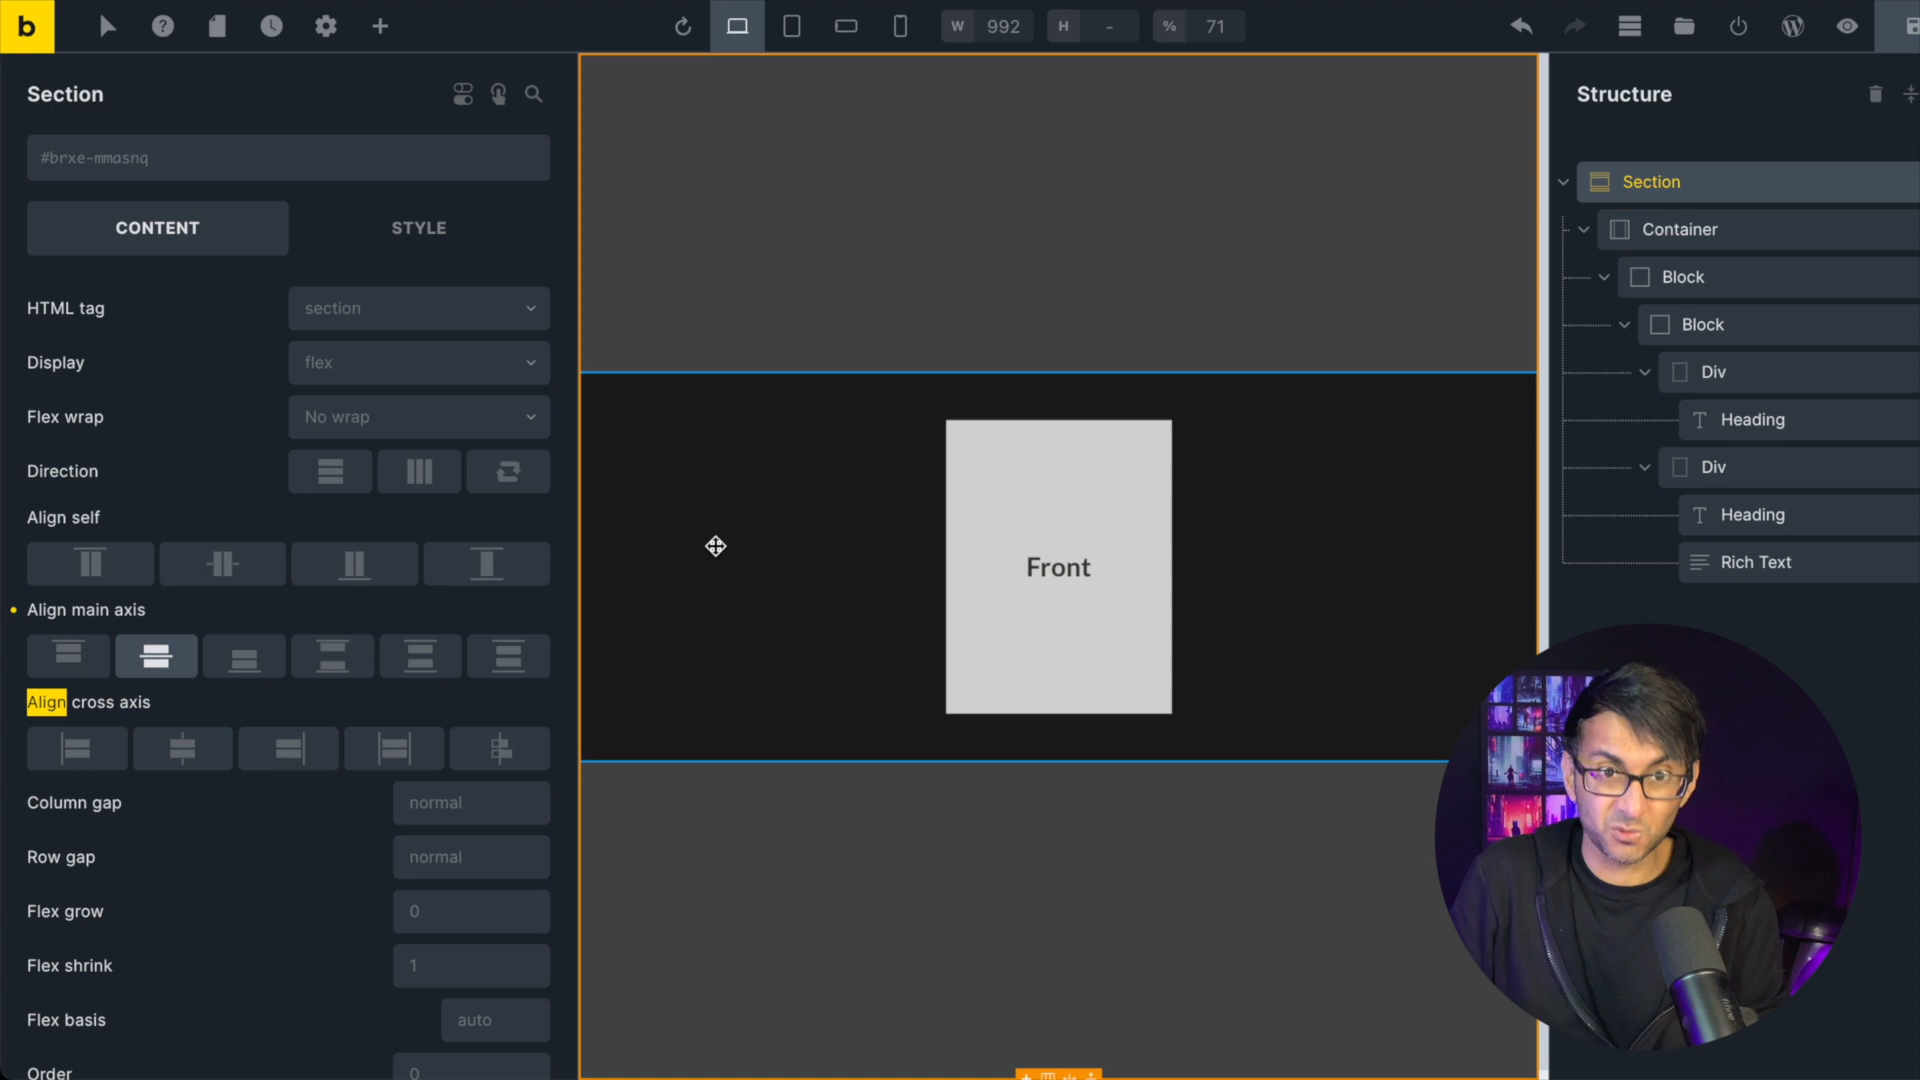 b
W 992
H -
% 71
Section
#brxe-mmasnq
CONTENT
STYLE
HTML tag
section
Display
flex
Flex wrap
No wrap
Direction
Align self
Align main axis
Align cross axis
Column gap
normal
Row gap
normal
Flex grow
0
Flex shrink
1
Flex basis
auto
Order
0
Front
Structure
Section
Container
Block
Block
Div
Heading
Div
Heading
Rich Text
fifine